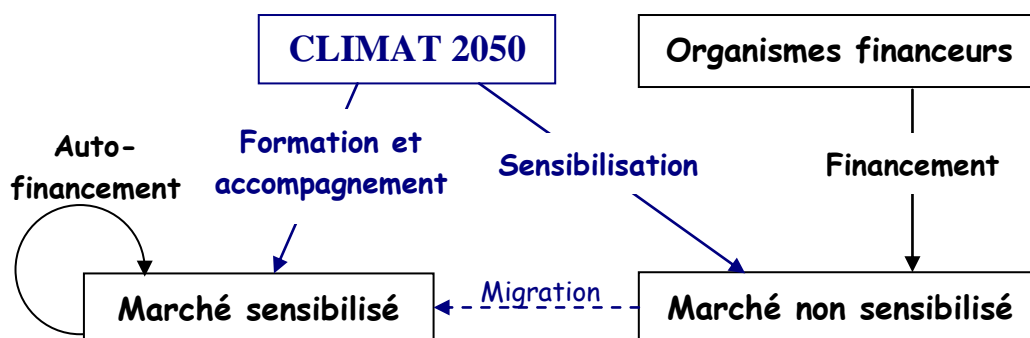 CLIMAT 2050
Organismes financeurs
Auto-
financement
Formation et
accompagnement
Sensibilisation
Financement
Marché sensibilisé
Migration
Marché non sensibilisé